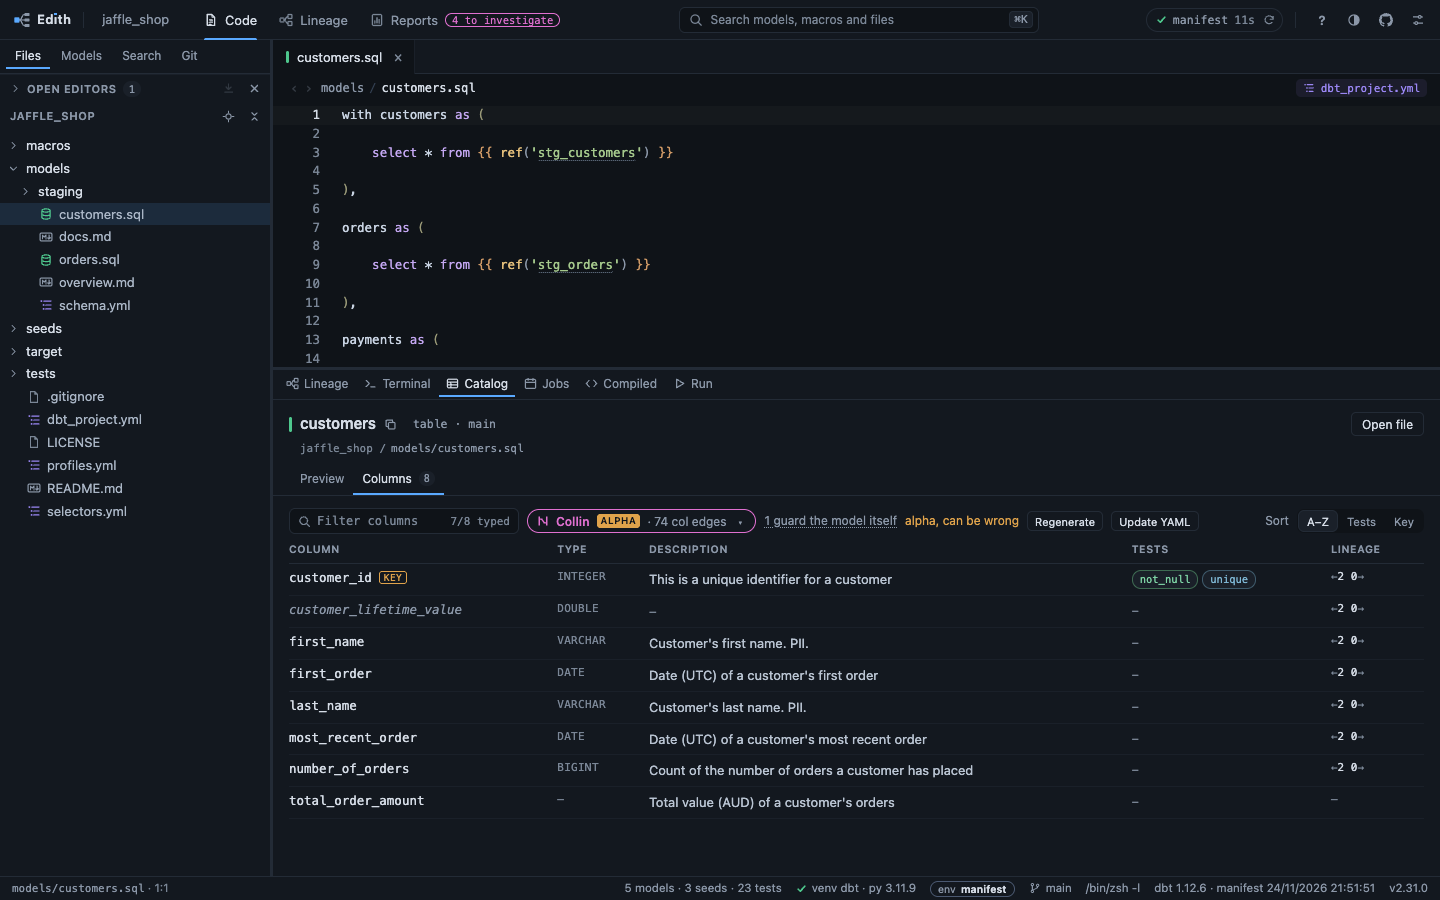 Edith jaffle_shop Code Lineage Reports 4 to investigate Search models, macros and files ⌘K manifest 11s ?
Files Models Search Git
OPEN EDITORS 1
JAFFLE_SHOP
macros
models
staging
customers.sql
docs.md
orders.sql
overview.md
schema.yml
seeds
target
tests
.gitignore
dbt_project.yml
LICENSE
profiles.yml
README.md
selectors.yml
customers.sql ×
models / customers.sql dbt_project.yml
1 with customers as (
2
3 select * from {{ ref('stg_customers') }}
4
5 ),
6
7 orders as (
8
9 select * from {{ ref('stg_orders') }}
10
11 ),
12
13 payments as (
14
Lineage Terminal Catalog Jobs Compiled Run
customers table · main Open file
jaffle_shop / models/customers.sql
Preview Columns 8
Filter columns 7/8 typed Collin ALPHA · 74 col edges 1 guard the model itself alpha, can be wrong Regenerate Update YAML Sort A–Z Tests Key
COLUMN TYPE DESCRIPTION TESTS LINEAGE
customer_id KEY INTEGER This is a unique identifier for a customer not_null unique ←2 0→
customer_lifetime_value DOUBLE – – ←2 0→
first_name VARCHAR Customer's first name. PII. – ←2 0→
first_order DATE Date (UTC) of a customer's first order – ←2 0→
last_name VARCHAR Customer's last name. PII. – ←2 0→
most_recent_order DATE Date (UTC) of a customer's most recent order – ←2 0→
number_of_orders BIGINT Count of the number of orders a customer has placed – ←2 0→
total_order_amount – Total value (AUD) of a customer's orders – –
models/customers.sql · 1:1 5 models · 3 seeds · 23 tests venv dbt · py 3.11.9 env manifest main /bin/zsh -l dbt 1.12.6 · manifest 24/11/2026 21:51:51 v2.31.0